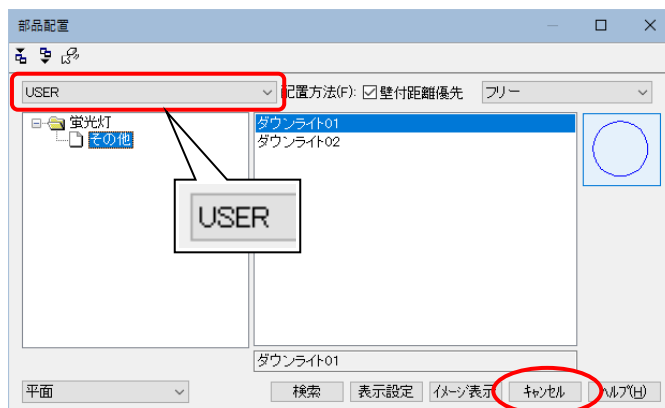 部品配置
USER
配置方法(F):
壁付距離優先
フリー
蛍光灯
その他
ダウンライト01
ダウンライト02
USER
ダウンライト01
平面
検索
表示設定
イメージ表示
キャンセル
ヘルプ(H)